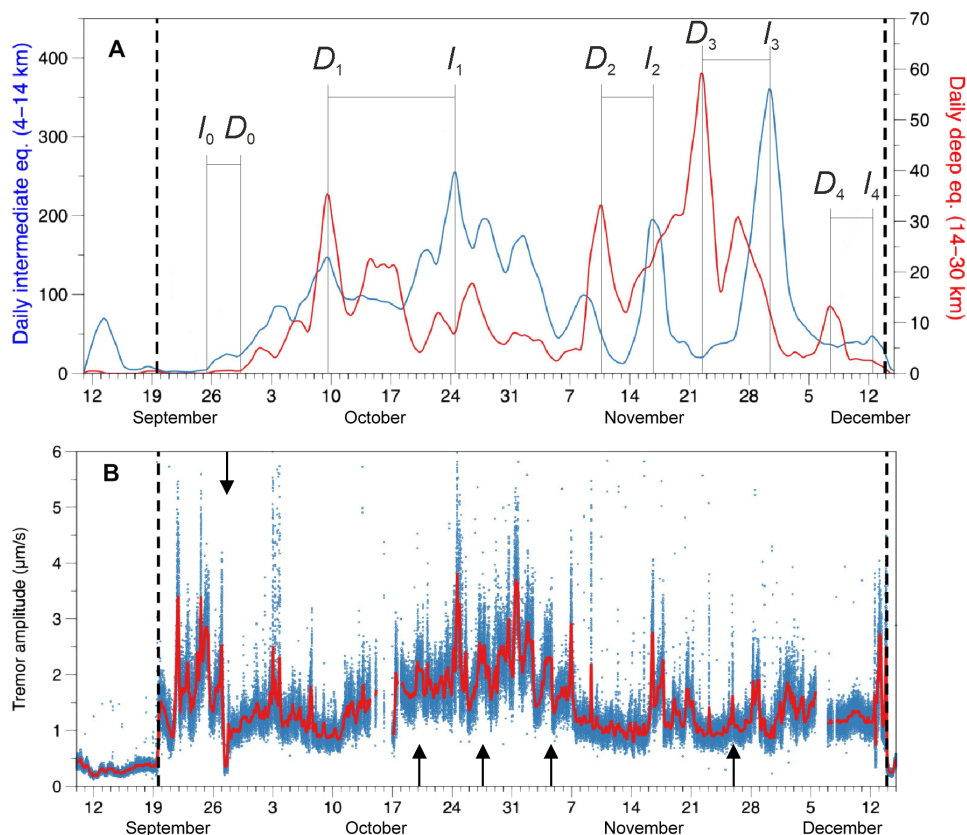 A
Daily intermediate eq. (4–14 km)
400
300
200
100
0
Daily deep eq. (14–30 km)
70
60
50
40
30
20
10
0
I0 D0 D1 I1 D2 I2 D3 I3 D4 I4
12 19 26 3 10 17 24 31 7 14 21 28 5 12
September October November December
B
Tremor amplitude (µm/s)
6
5
4
3
2
1
0
12 19 26 3 10 17 24 31 7 14 21 28 5 12
September October November December